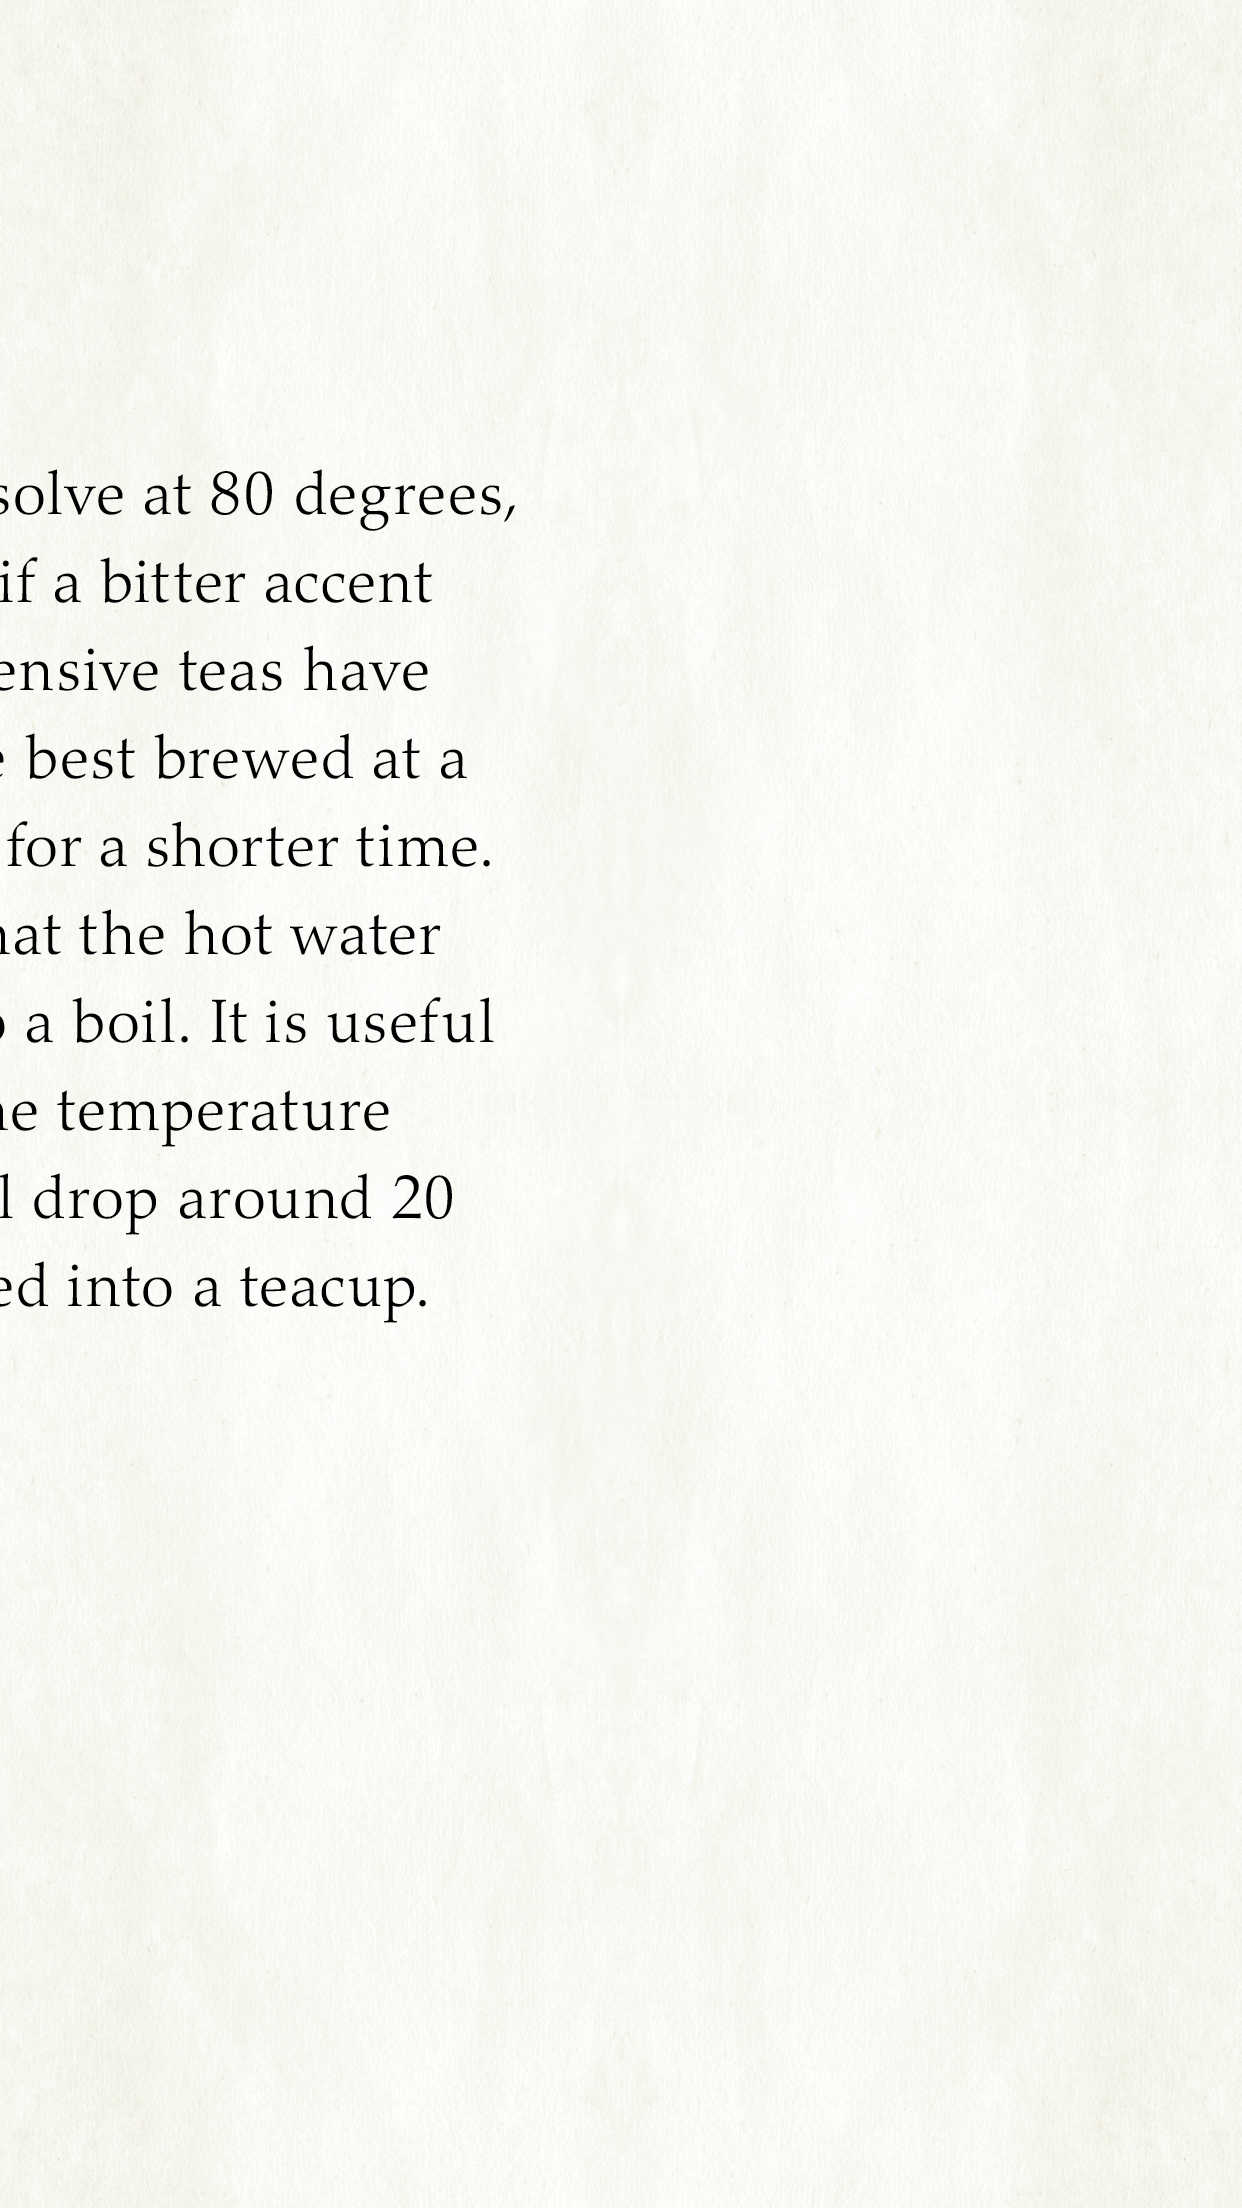 solve at 80 degrees,
if a bitter accent
ensive teas have
best brewed at a
for a shorter time.
hat the hot water
a boil. It is useful
temperature
drop around 20
ed into a teacup.